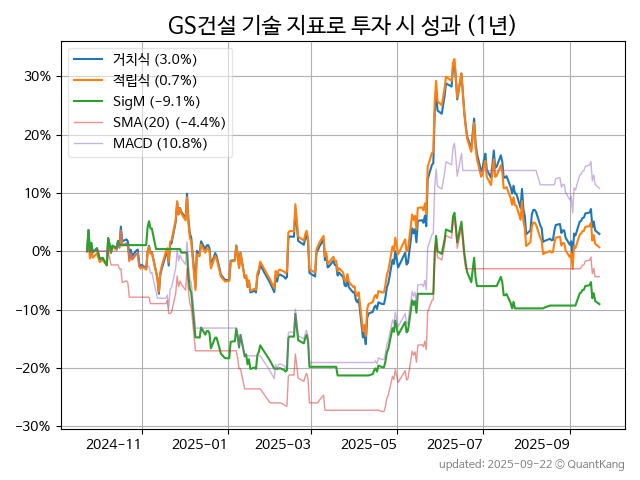 GS건설 기술 지표로 투자 시 성과 (1년)
거치식 (3.0%)
적립식 (0.7%)
SigM (−9.1%)
SMA(20) (−4.4%)
MACD (10.8%)
30%
20%
10%
0%
−10%
−20%
−30%
2024-11
2025-01
2025-03
2025-05
2025-07
2025-09
updated: 2025-09-22 © QuantKang